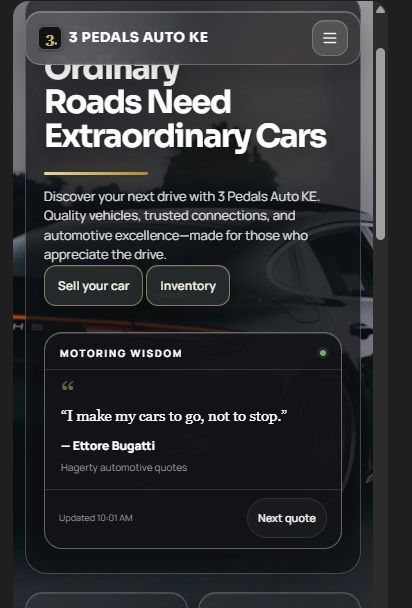 3. 3 PEDALS AUTO KE
Ordinary
Roads Need
Extraordinary Cars
Discover your next drive with 3 Pedals Auto KE.
Quality vehicles, trusted connections, and
automotive excellence—made for those who
appreciate the drive.
Sell your car Inventory
MOTORING WISDOM
“
“I make my cars to go, not to stop.”
— Ettore Bugatti
Hagerty automotive quotes
Updated 10:01 AM Next quote